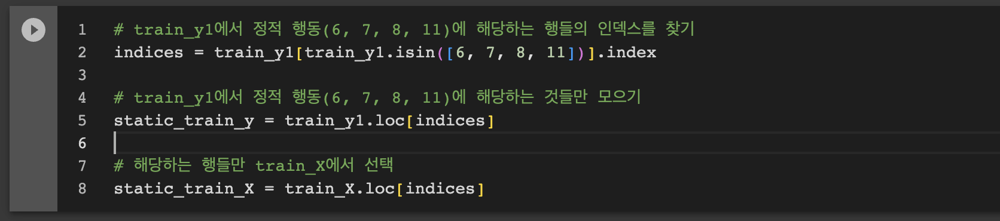 1 # train_y1에서 정적 행동(6, 7, 8, 11)에 해당하는 행들의 인덱스를 찾기
2 indices = train_y1[train_y1.isin([6, 7, 8, 11])].index
3
4 # train_y1에서 정적 행동(6, 7, 8, 11)에 해당하는 것들만 모으기
5 static_train_y = train_y1.loc[indices]
6
7 # 해당하는 행들만 train_X에서 선택
8 static_train_X = train_X.loc[indices]